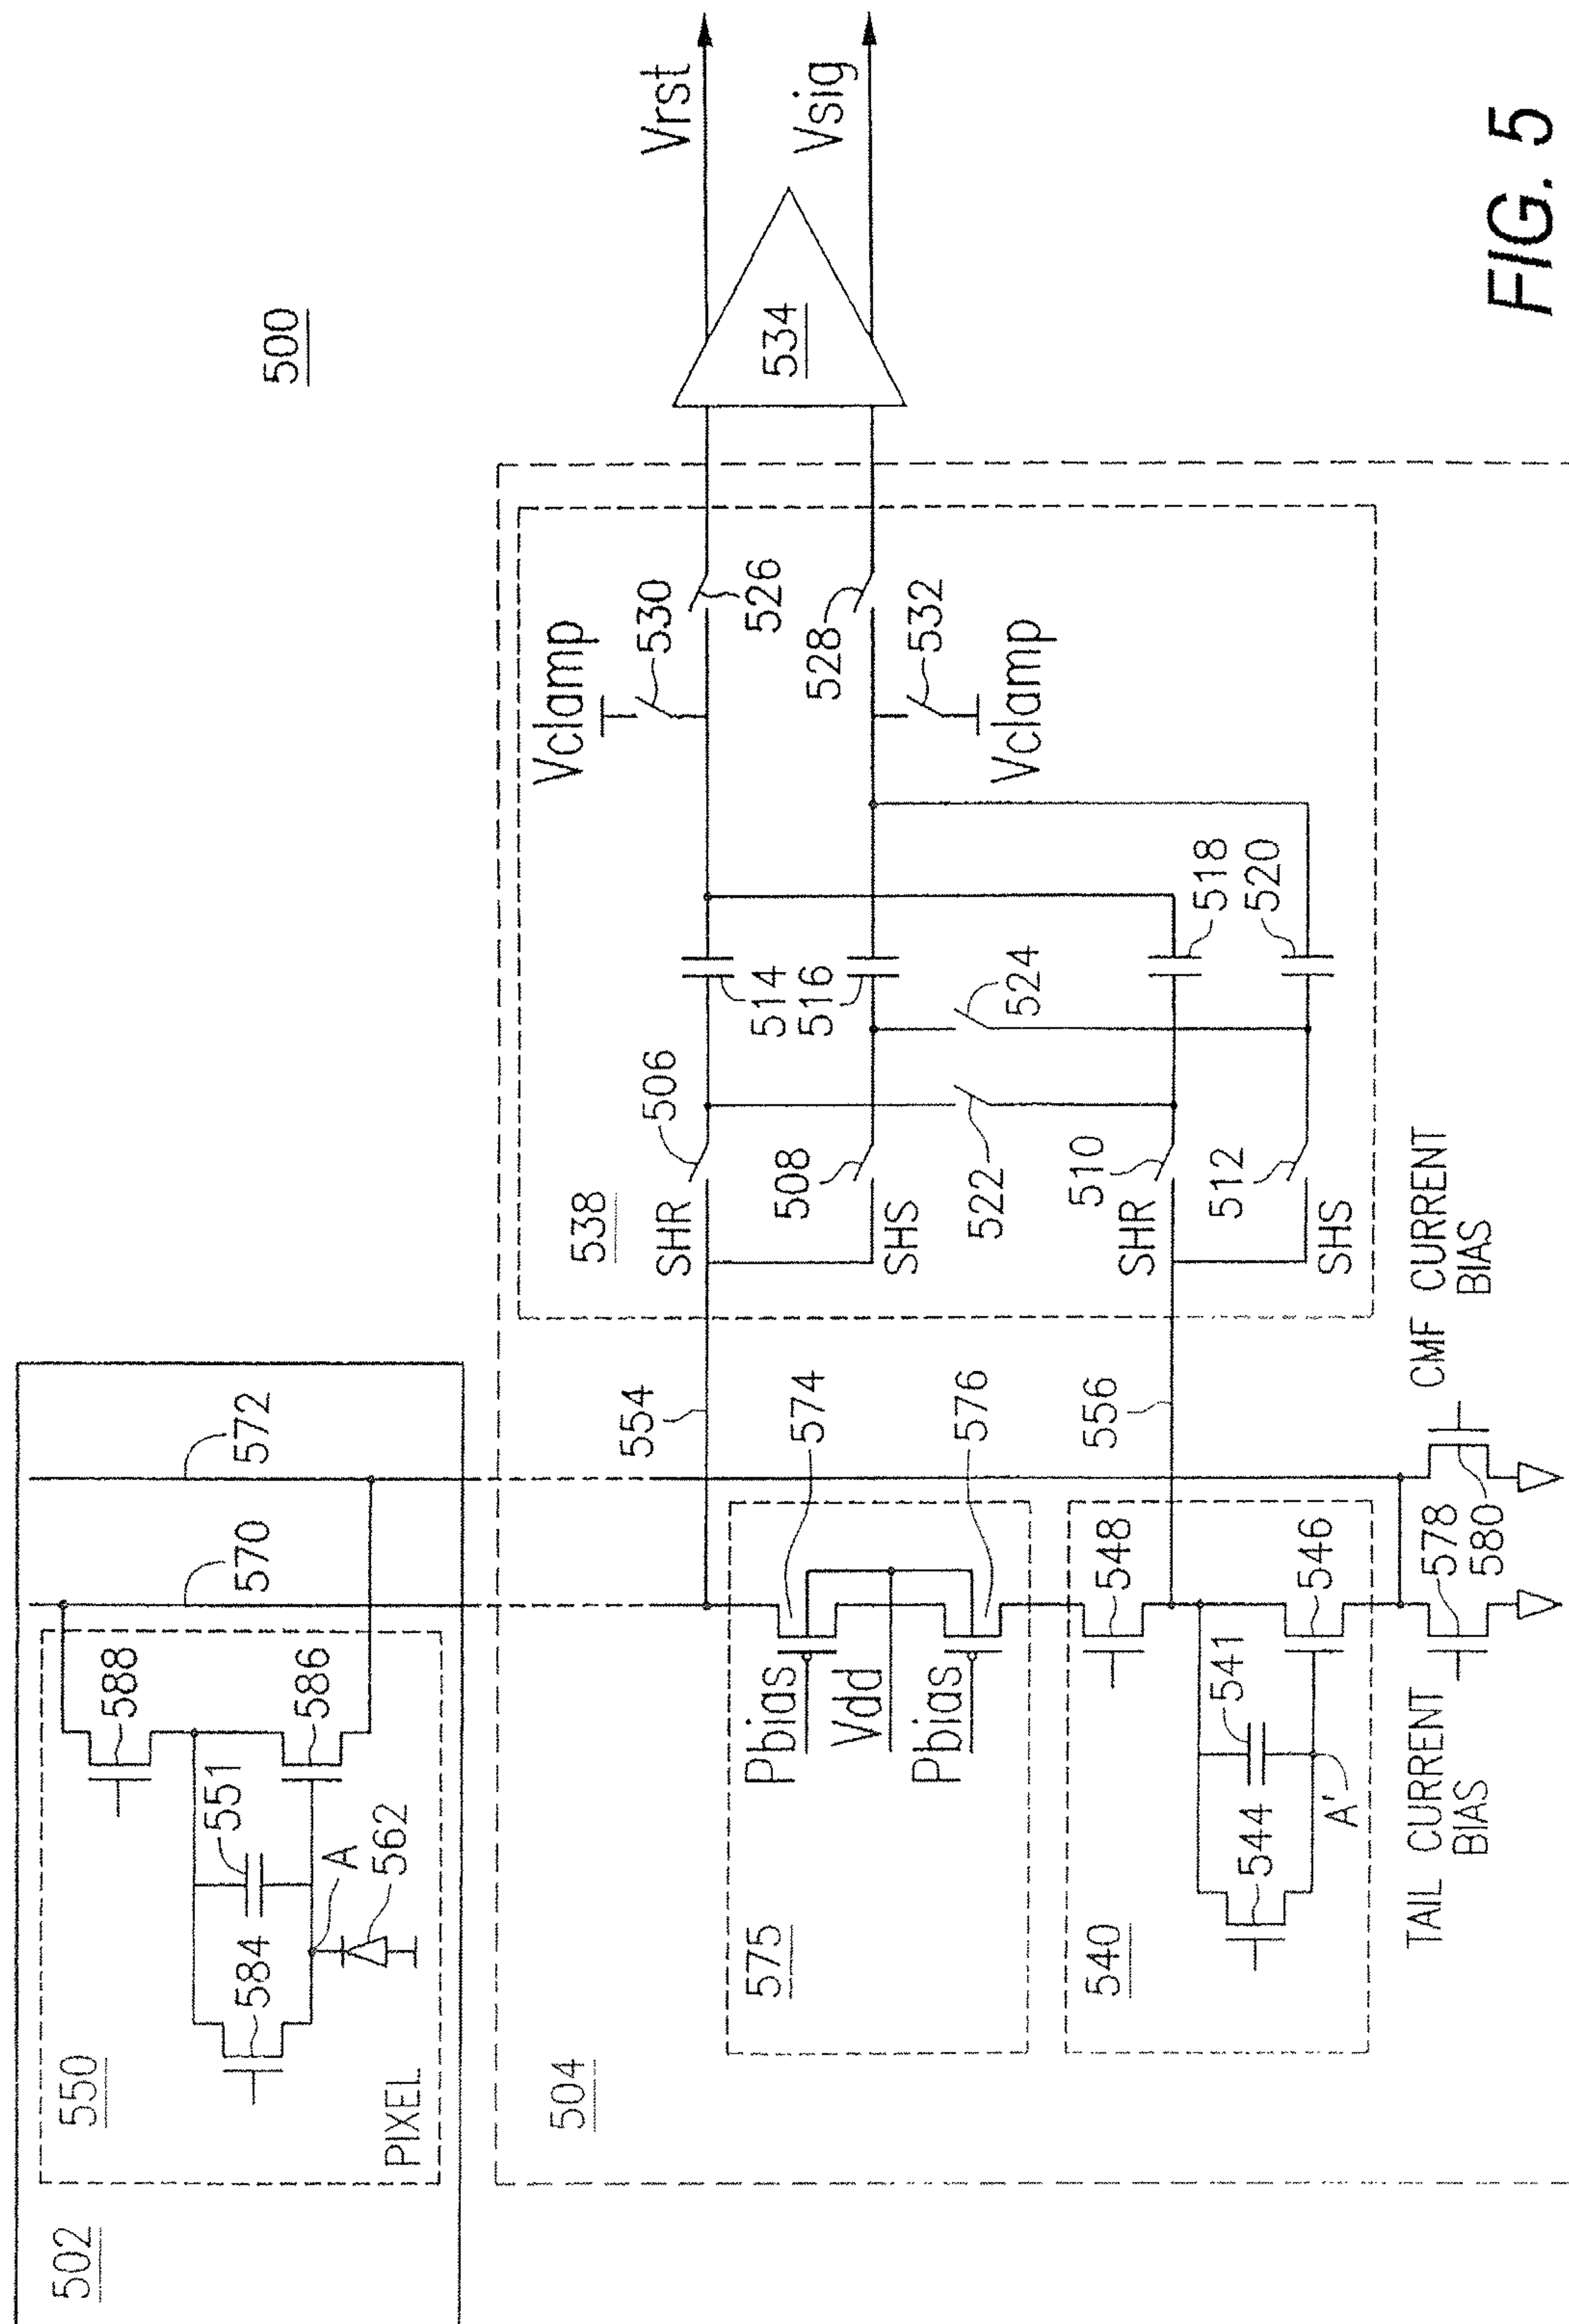 502
550
PIXEL
584
551
A
562
588
586
570
572
500
504
575
Pbias
Vdd
Pbias
574
576
554
556
540
544
541
A'
548
546
TAIL CURRENT
BIAS
578
580
CMF CURRENT
BIAS
538
SHR
506
508
SHS
522
524
SHR
510
512
SHS
514
516
518
520
Vclamp
530
526
528
532
Vclamp
534
Vrst
Vsig
FIG. 5